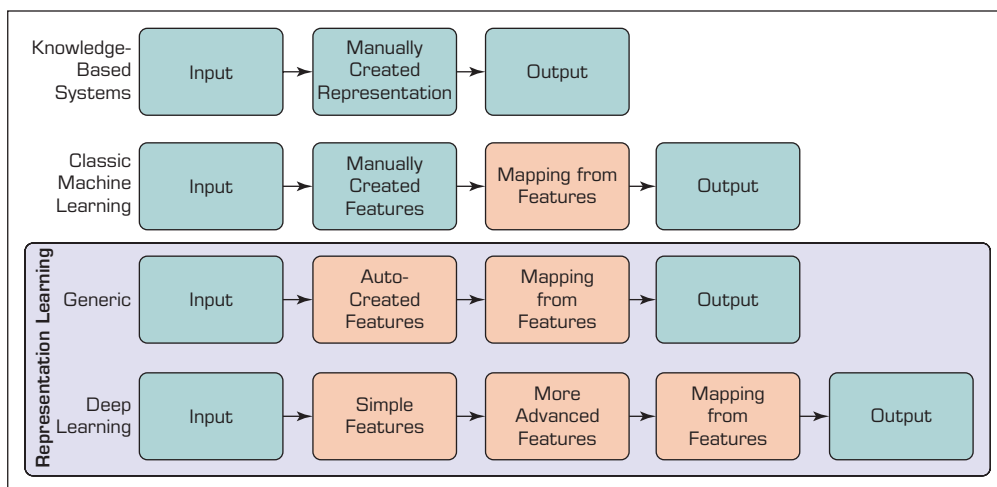 Knowledge-
Based
Systems
Input
Manually
Created
Representation
Output
Classic
Machine
Learning
Input
Manually
Created
Features
Mapping from
Features
Output
Representation Learning
Generic
Input
Auto-
Created
Features
Mapping
from
Features
Output
Deep
Learning
Input
Simple
Features
More
Advanced
Features
Mapping
from
Features
Output